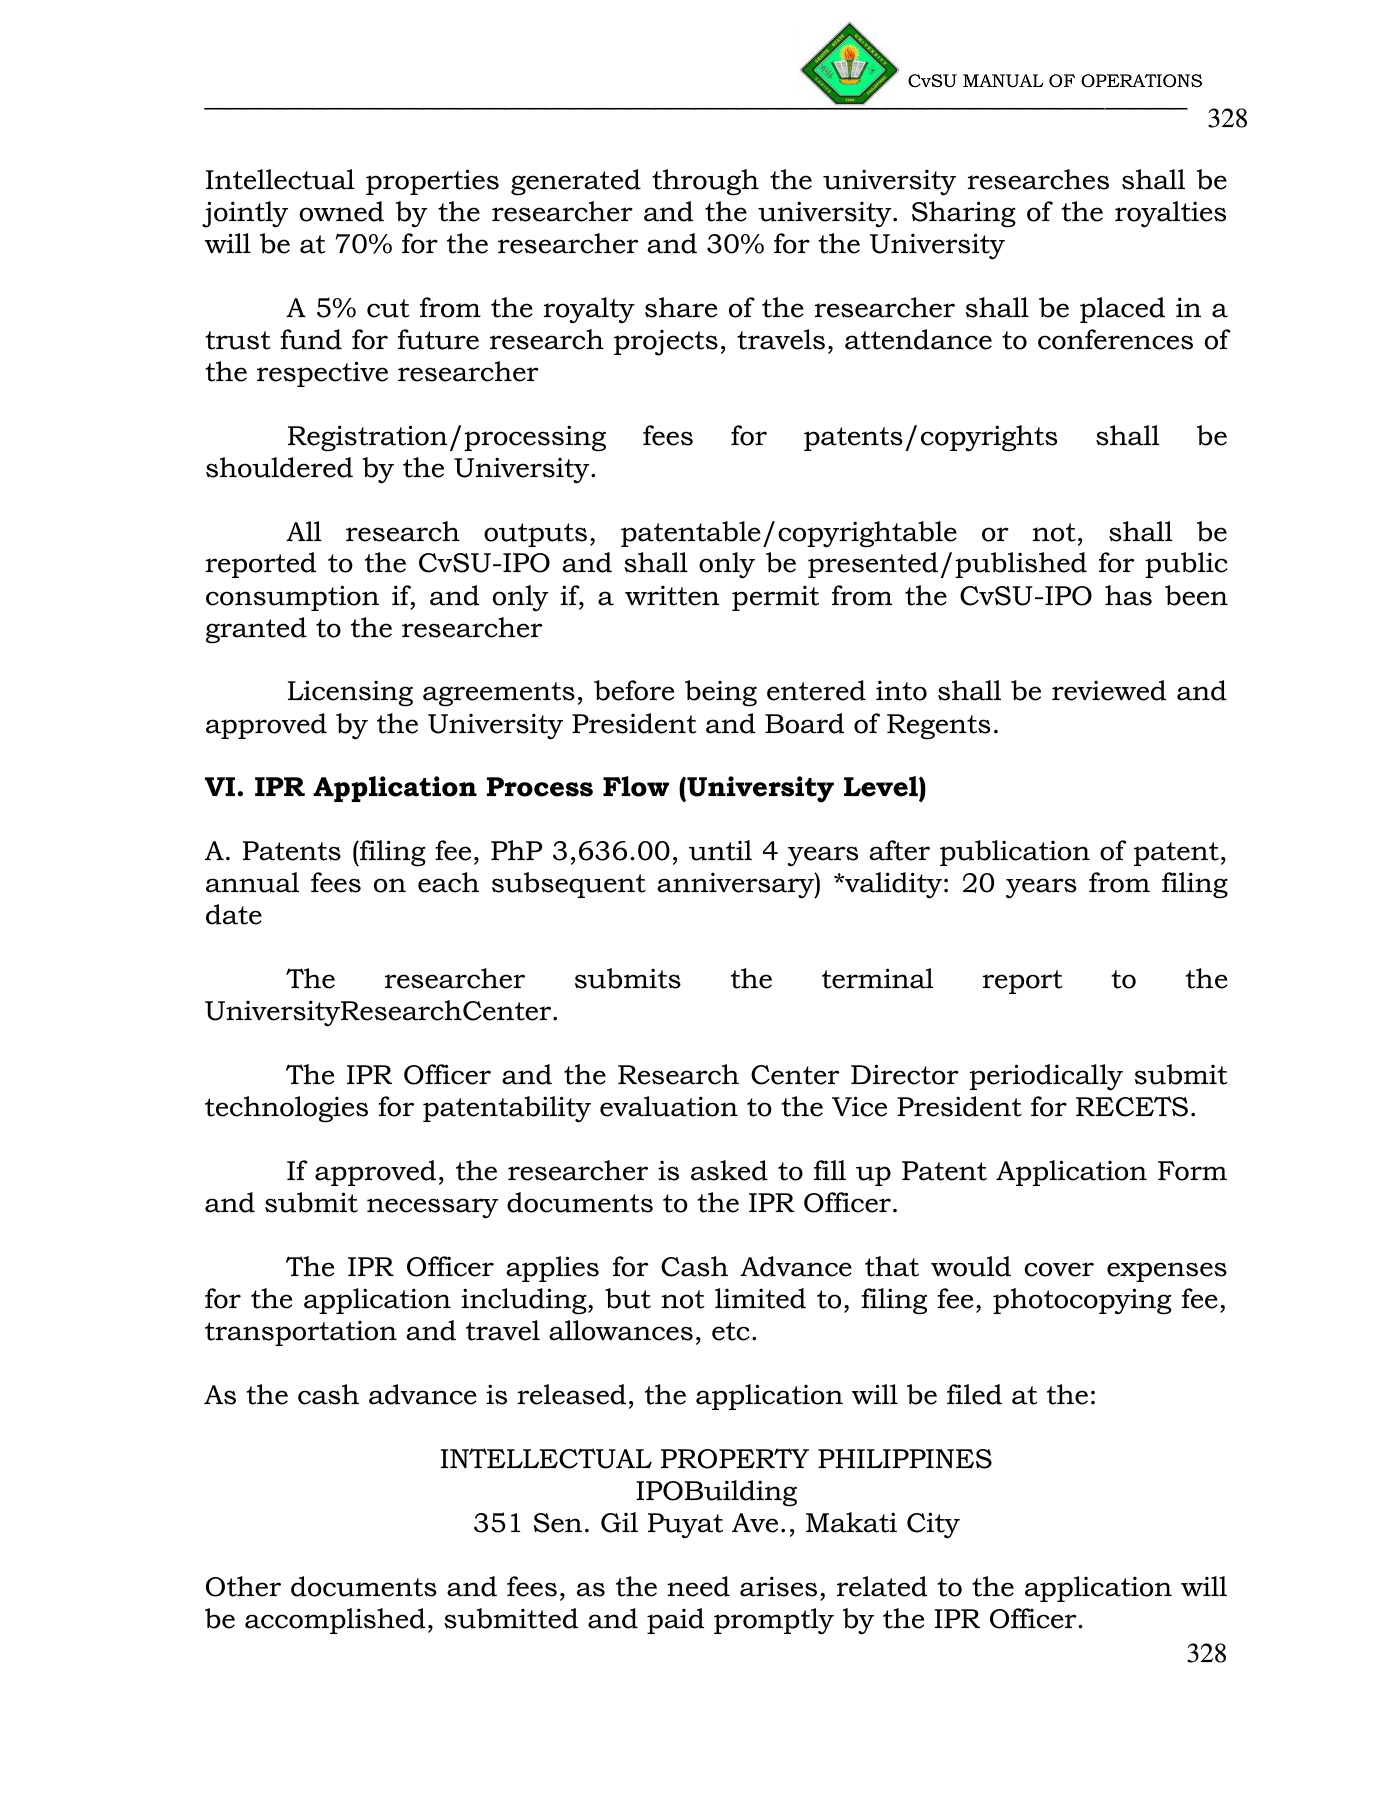 CvSU MANUAL OF OPERATIONS
328
Intellectual properties generated through the university researches shall be
jointly owned by the researcher and the university. Sharing of the royalties
will be at 70% for the researcher and 30% for the University
A 5% cut from the royalty share of the researcher shall be placed in a
trust fund for future research projects, travels, attendance to conferences of
the respective researcher
Registration/processing fees for patents/copyrights shall be
shouldered by the University.
All research outputs, patentable/copyrightable or not, shall be
reported to the CvSU-IPO and shall only be presented/published for public
consumption if, and only if, a written permit from the CvSU-IPO has been
granted to the researcher
Licensing agreements, before being entered into shall be reviewed and
approved by the University President and Board of Regents.
VI. IPR Application Process Flow (University Level)
A. Patents (filing fee, PhP 3,636.00, until 4 years after publication of patent,
annual fees on each subsequent anniversary) *validity: 20 years from filing
date
The researcher submits the terminal report to the
UniversityResearchCenter.
The IPR Officer and the Research Center Director periodically submit
technologies for patentability evaluation to the Vice President for RECETS.
If approved, the researcher is asked to fill up Patent Application Form
and submit necessary documents to the IPR Officer.
The IPR Officer applies for Cash Advance that would cover expenses
for the application including, but not limited to, filing fee, photocopying fee,
transportation and travel allowances, etc.
As the cash advance is released, the application will be filed at the:
INTELLECTUAL PROPERTY PHILIPPINES
IPOBuilding
351 Sen. Gil Puyat Ave., Makati City
Other documents and fees, as the need arises, related to the application will
be accomplished, submitted and paid promptly by the IPR Officer.
328